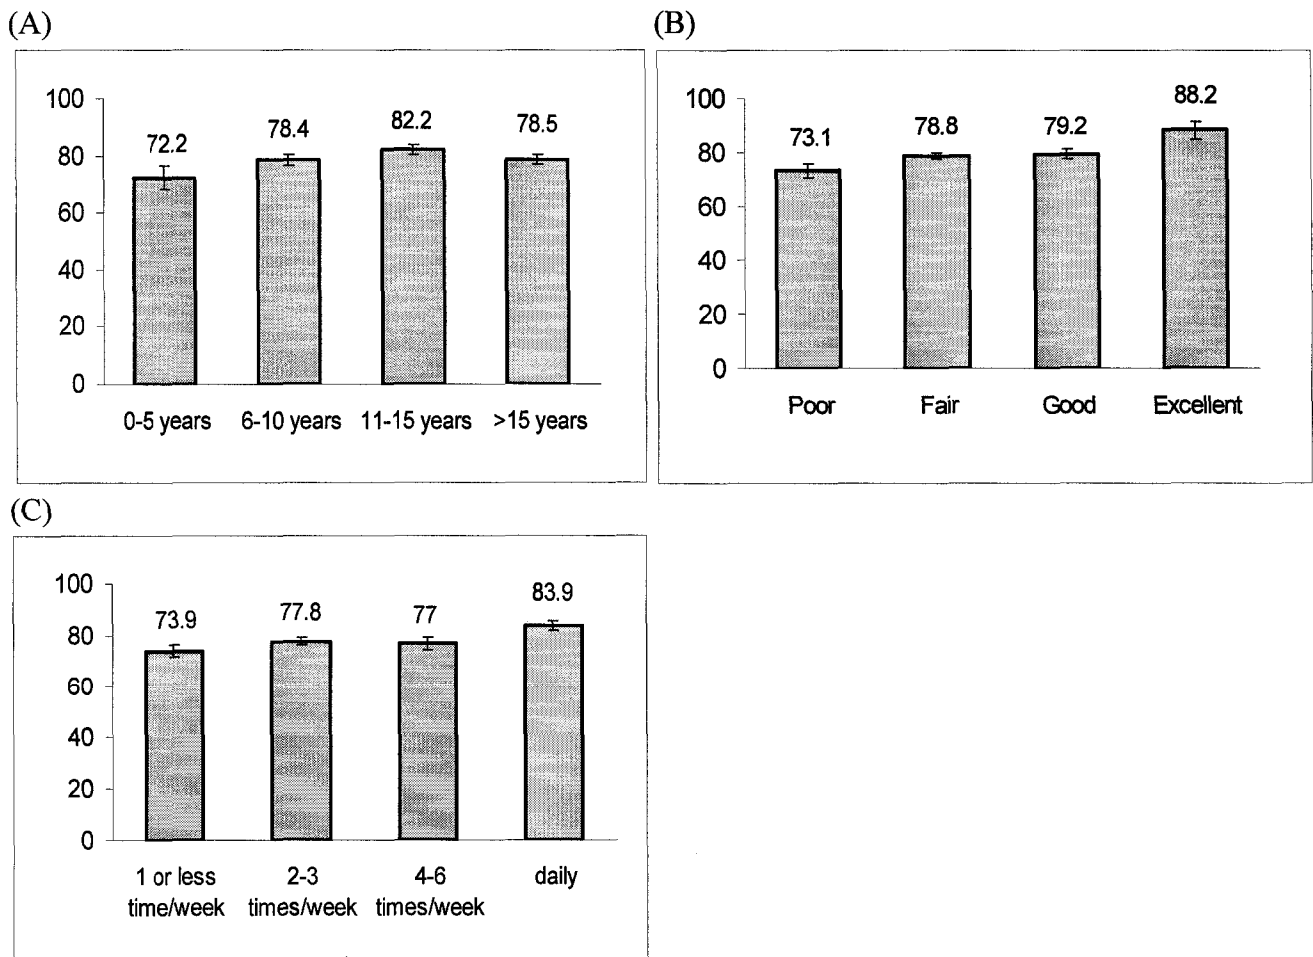 (A)
100
80
60
40
20
0
72.2
78.4
82.2
78.5
0-5 years
6-10 years
11-15 years
>15 years
(B)
100
80
60
40
20
0
73.1
78.8
79.2
88.2
Poor
Fair
Good
Excellent
(C)
100
80
60
40
20
0
73.9
77.8
77
83.9
1 or less
time/week
2-3
times/week
4-6
times/week
daily